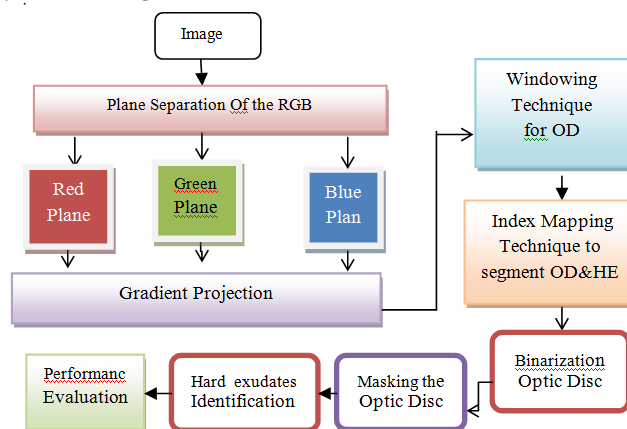 Image
Plane Separation Of the RGB
Red
Plane
Green
Plane
Blue
Plan
Gradient Projection
Windowing
Technique
for OD
Index Mapping
Technique to
segment OD&HE
Binarization
Optic Disc
Masking the
Optic Disc
Hard exudates
Identification
Performanc
Evaluation